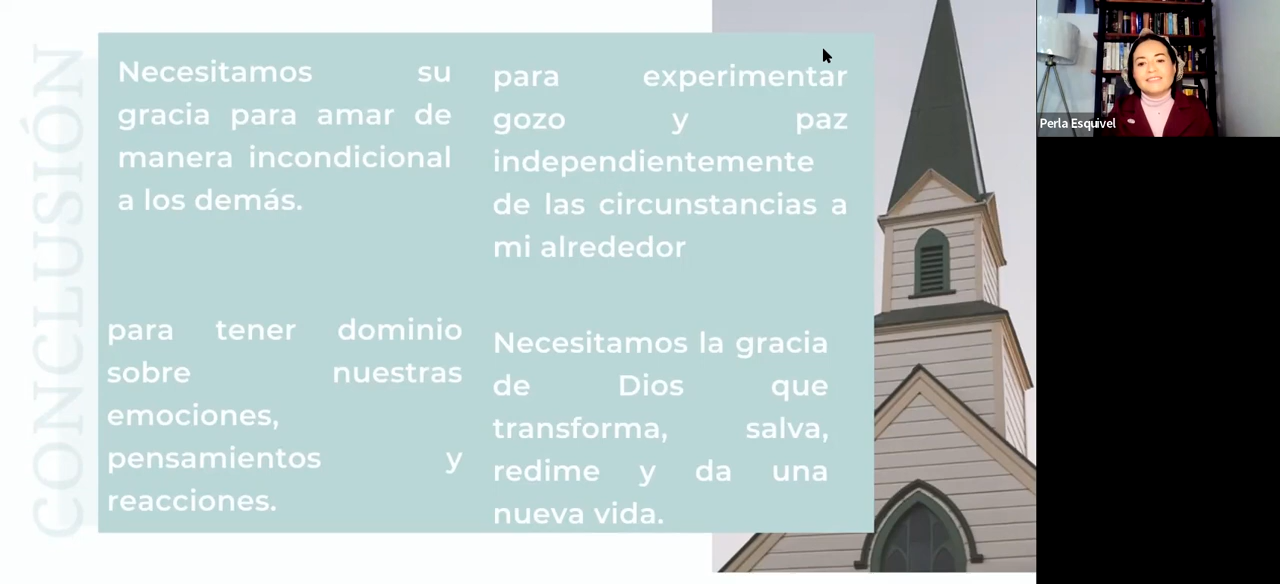 CONCLUSIÓN
Necesitamos su
gracia para amar de
manera incondicional
a los demás.
para experimentar
gozo y paz
independientemente
de las circunstancias a
mi alrededor
para tener dominio
sobre nuestras
emociones,
pensamientos y
reacciones.
Necesitamos la gracia
de Dios que
transforma, salva,
redime y da una
nueva vida.
Perla Esquivel